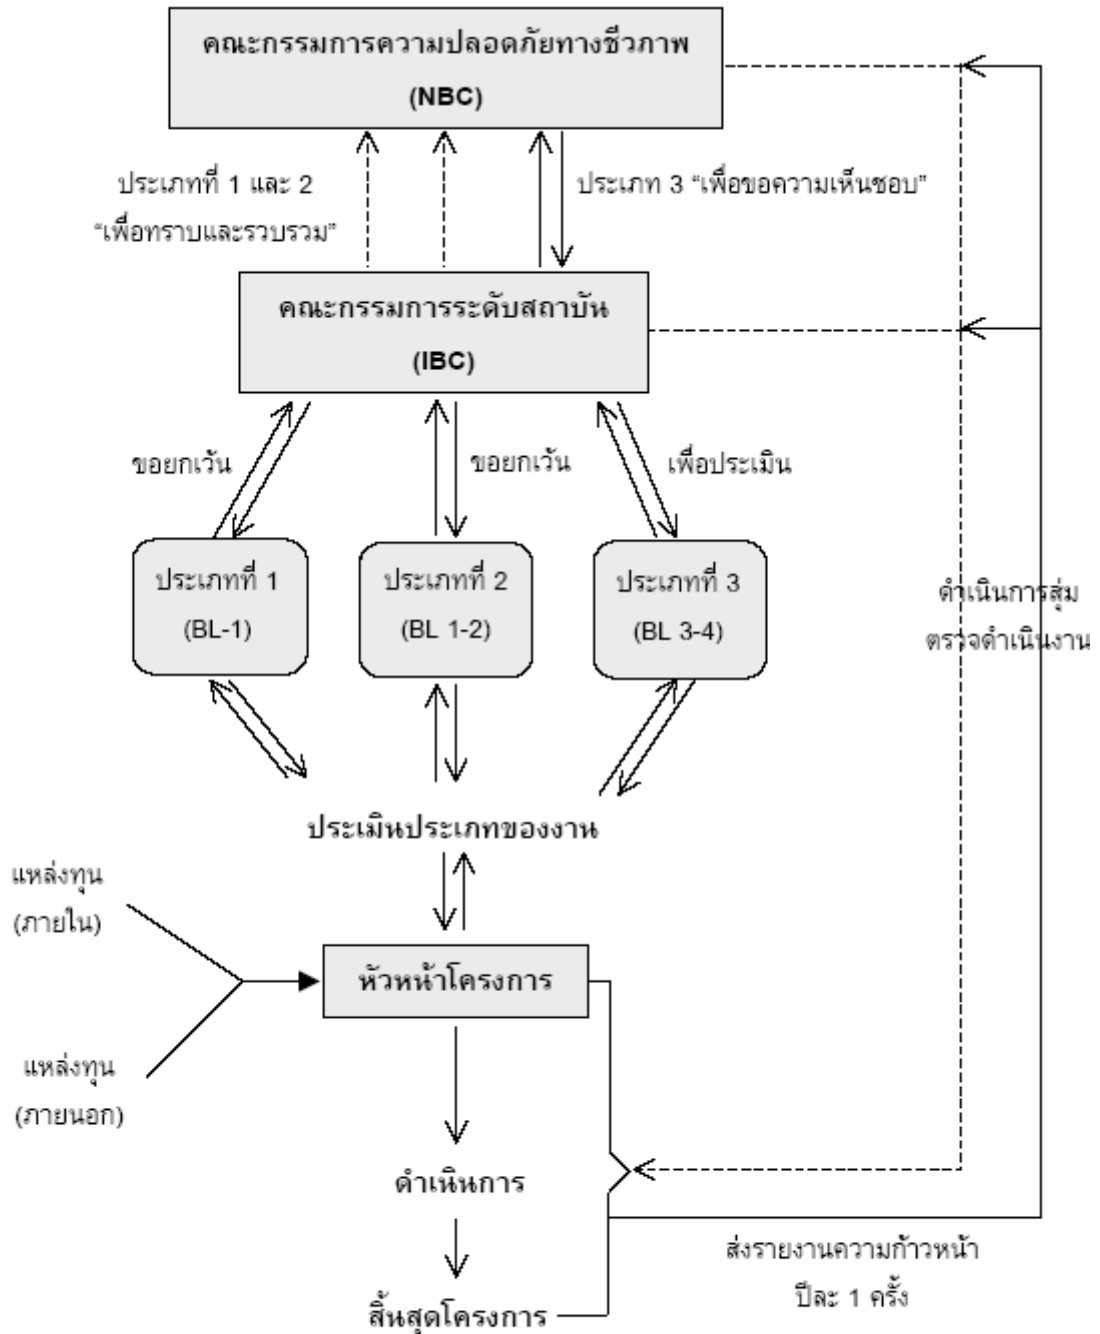 คณะกรรมการความปลอดภัยทางชีวภาพ
(NBC)
ประเภทที่ 1 และ 2
“เพื่อทราบและรวบรวม”
ประเภท 3 “เพื่อขอความเห็นชอบ”
คณะกรรมการระดับสถาบัน
(IBC)
ขอยกเว้น
ขอยกเว้น
เพื่อประเมิน
ประเภทที่ 1
(BL-1)
ประเภทที่ 2
(BL 1-2)
ประเภทที่ 3
(BL 3-4)
ดำเนินการสุ่ม
ตรวจดำเนินงาน
ประเมินประเภทของงาน
แหล่งทุน
(ภายใน)
หัวหน้าโครงการ
แหล่งทุน
(ภายนอก)
ดำเนินการ
ส่งรายงานความก้าวหน้า
ปีละ 1 ครั้ง
สิ้นสุดโครงการ